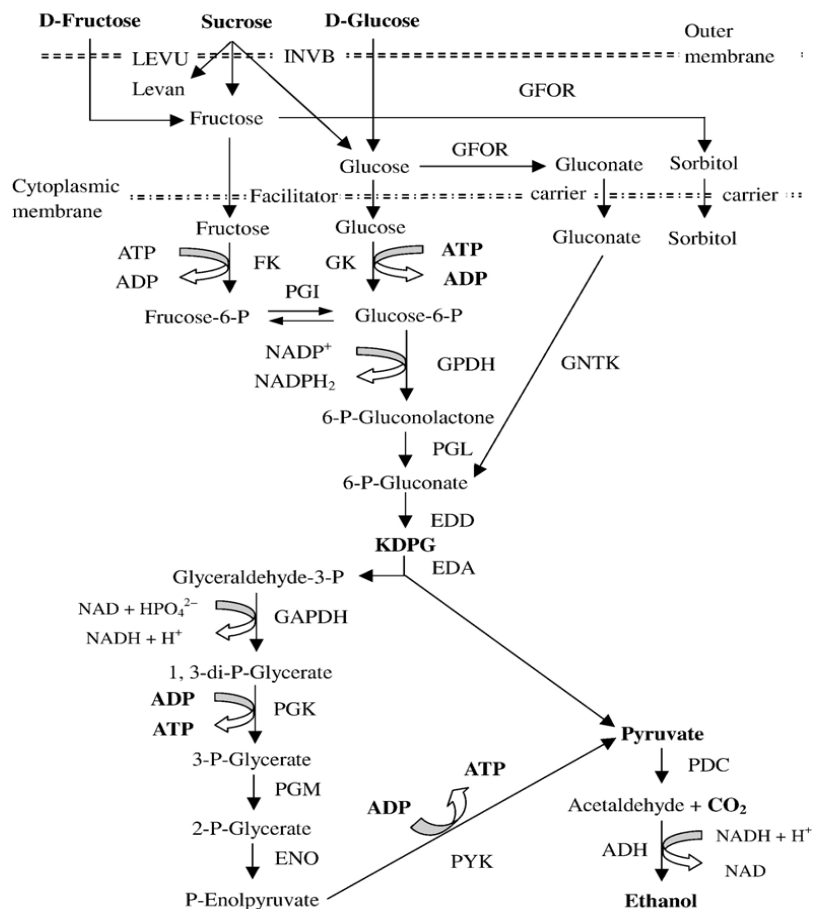 D-Fructose Sucrose D-Glucose
Outer
membrane
LEVU INVB
Levan
GFOR
Fructose
Glucose GFOR Gluconate Sorbitol
Cytoplasmic
membrane
Facilitator carrier carrier
Fructose Glucose Gluconate Sorbitol
ATP FK GK ATP
ADP ADP
PGI
Frucose-6-P Glucose-6-P
NADP⁺ GPDH GNTK
NADPH₂
6-P-Gluconolactone
PGL
6-P-Gluconate
EDD
KDPG
EDA
Glyceraldehyde-3-P
NAD + HPO₄²⁻ GAPDH
NADH + H⁺
1, 3-di-P-Glycerate
ADP PGK
ATP
Pyruvate
3-P-Glycerate PDC
ATP
PGM
ADP Acetaldehyde + CO₂
2-P-Glycerate
NADH + H⁺
ENO PYK ADH
NAD
P-Enolpyruvate Ethanol